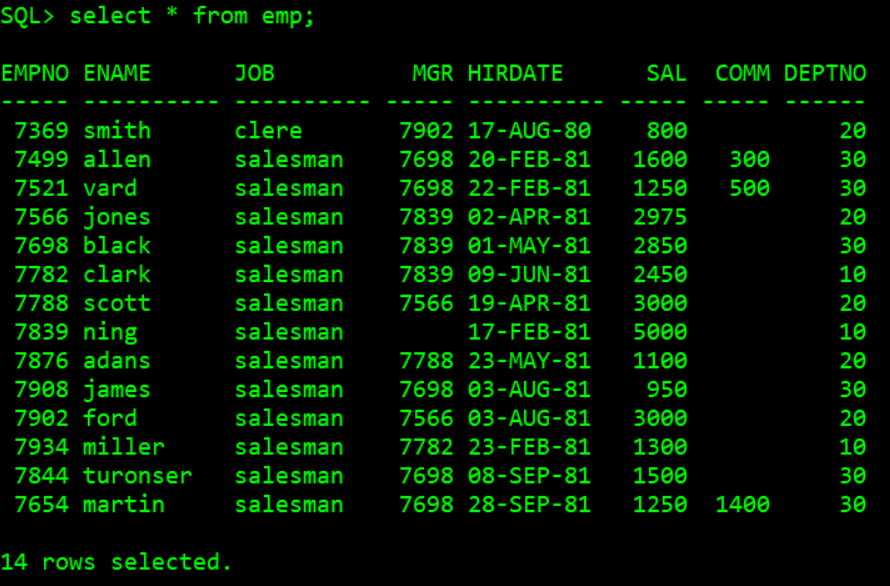 SQL> select * from emp;
EMPNO ENAME      JOB          MGR HIRDATE      SAL  COMM DEPTNO
----- ---------- ---------- ----- ---------- ----- ----- ------
 7369 smith      clere       7902 17-AUG-80    800           20
 7499 allen      salesman    7698 20-FEB-81   1600   300     30
 7521 vard       salesman    7698 22-FEB-81   1250   500     30
 7566 jones      salesman    7839 02-APR-81   2975           20
 7698 black      salesman    7839 01-MAY-81   2850           30
 7782 clark      salesman    7839 09-JUN-81   2450           10
 7788 scott      salesman    7566 19-APR-81   3000           20
 7839 ning       salesman         17-FEB-81   5000           10
 7876 adans      salesman    7788 23-MAY-81   1100           20
 7908 james      salesman    7698 03-AUG-81    950           30
 7902 ford       salesman    7566 03-AUG-81   3000           20
 7934 miller     salesman    7782 23-FEB-81   1300           10
 7844 turonser   salesman    7698 08-SEP-81   1500           30
 7654 martin     salesman    7698 28-SEP-81   1250  1400     30
14 rows selected.